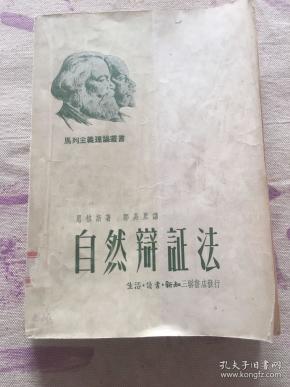 馬列主義理論叢書
恩格斯著 鄭易里譯
自然辯証法
生活·讀書·新知三聯書店發行
孔夫子旧书网